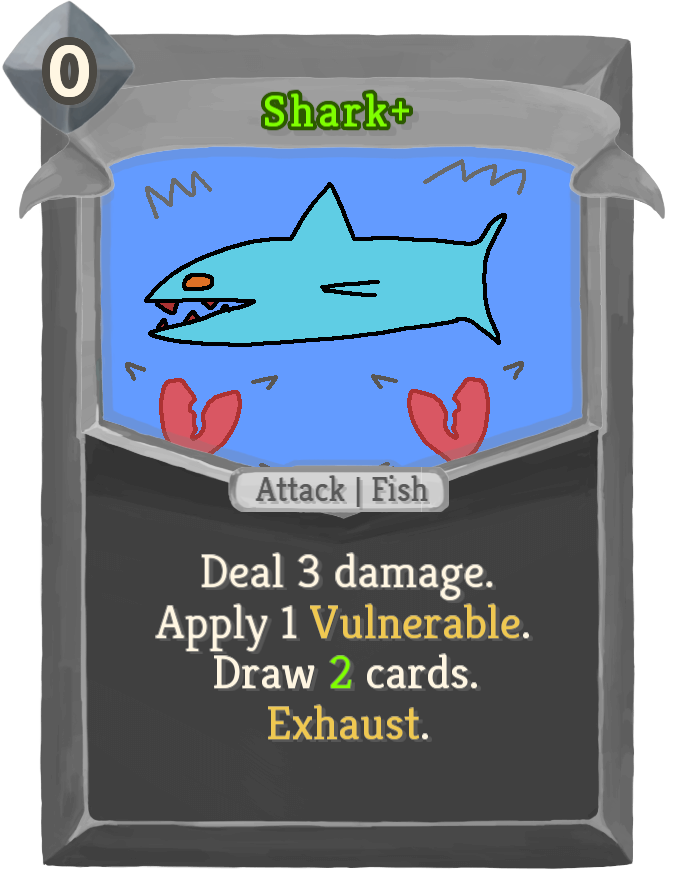 0
Shark+
Attack | Fish
Deal 3 damage.
Apply 1 Vulnerable.
Draw 2 cards.
Exhaust.